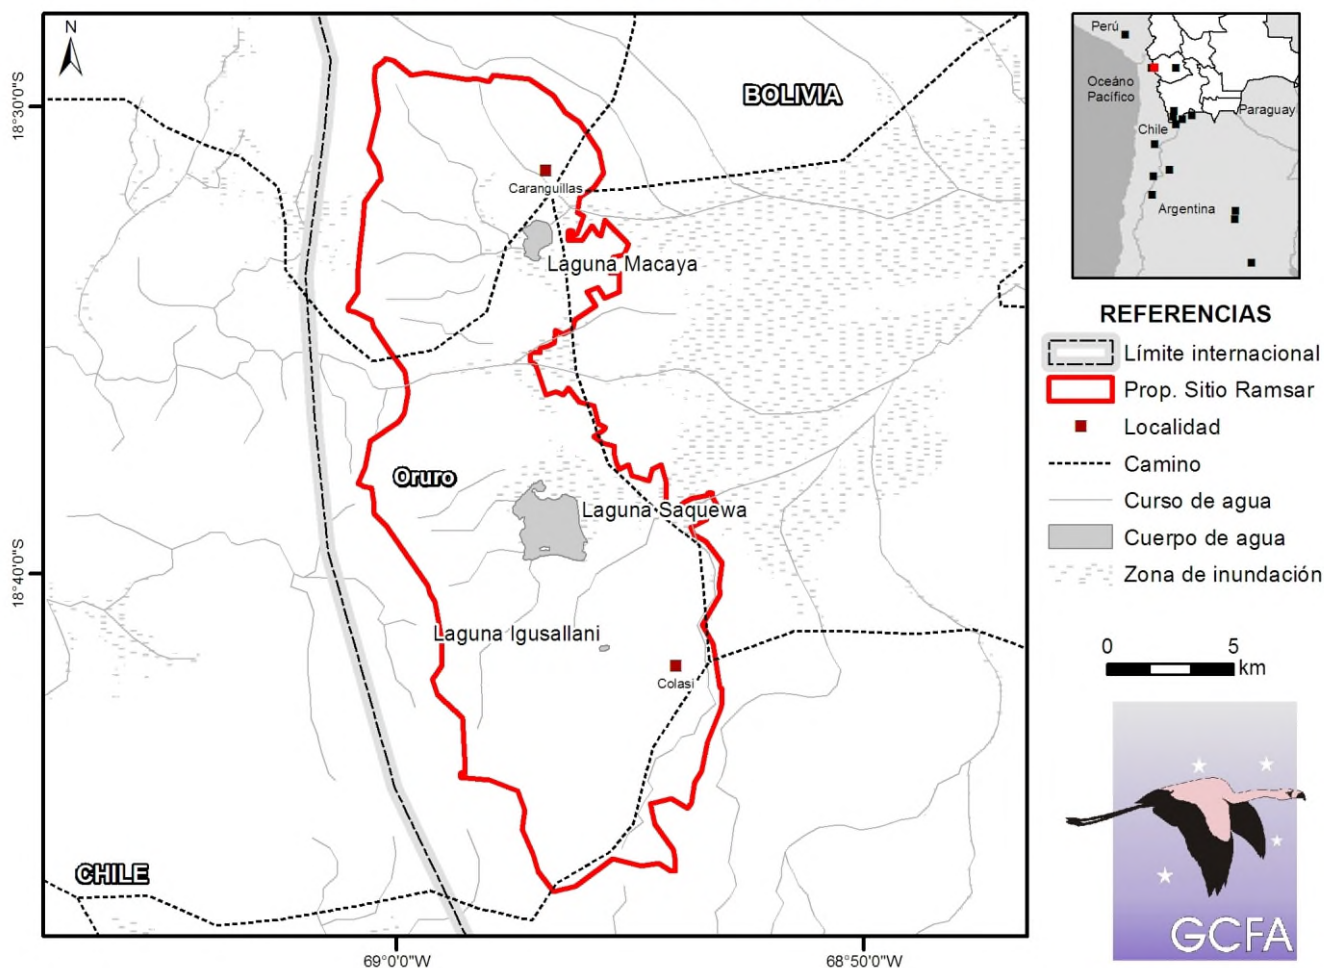 N
BOLIVIA
18°30'0"S
Caranguillas
Laguna Macaya
Oruro
Laguna Saquewa
18°40'0"S
Laguna Igusallani
Colasi
CHILE
69°0'0"W
68°50'0"W
Perú
Oceáno
Pacífico
Paraguay
Chile
Argentina
REFERENCIAS
Límite internacional
Prop. Sitio Ramsar
Localidad
Camino
Curso de agua
Cuerpo de agua
Zona de inundación
0 5
km
GCFA